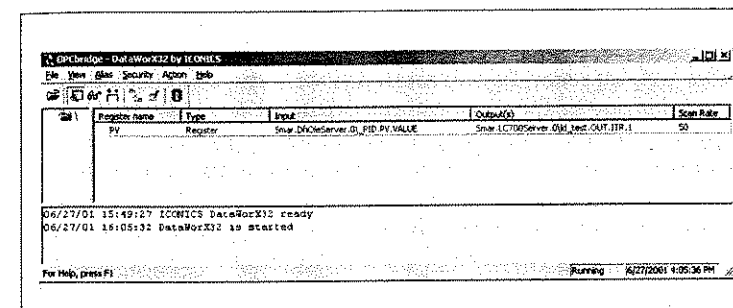 OPCbridge - DataWorX32 by ICONICS
File View Alias Security Action Help
Register name Type Input Output(s) Scan Rate
PV Register Smar.DfiOleServer.0\_PID.PV.VALUE Smar.LC700Server.0\jd_test.OUT.ITR.1 50
06/27/01 15:49:27 ICONICS DataWorX32 ready
06/27/01 16:05:32 DataWorX32 is started
For Help, press F1 Running 6/27/2001 4:05:36 PM